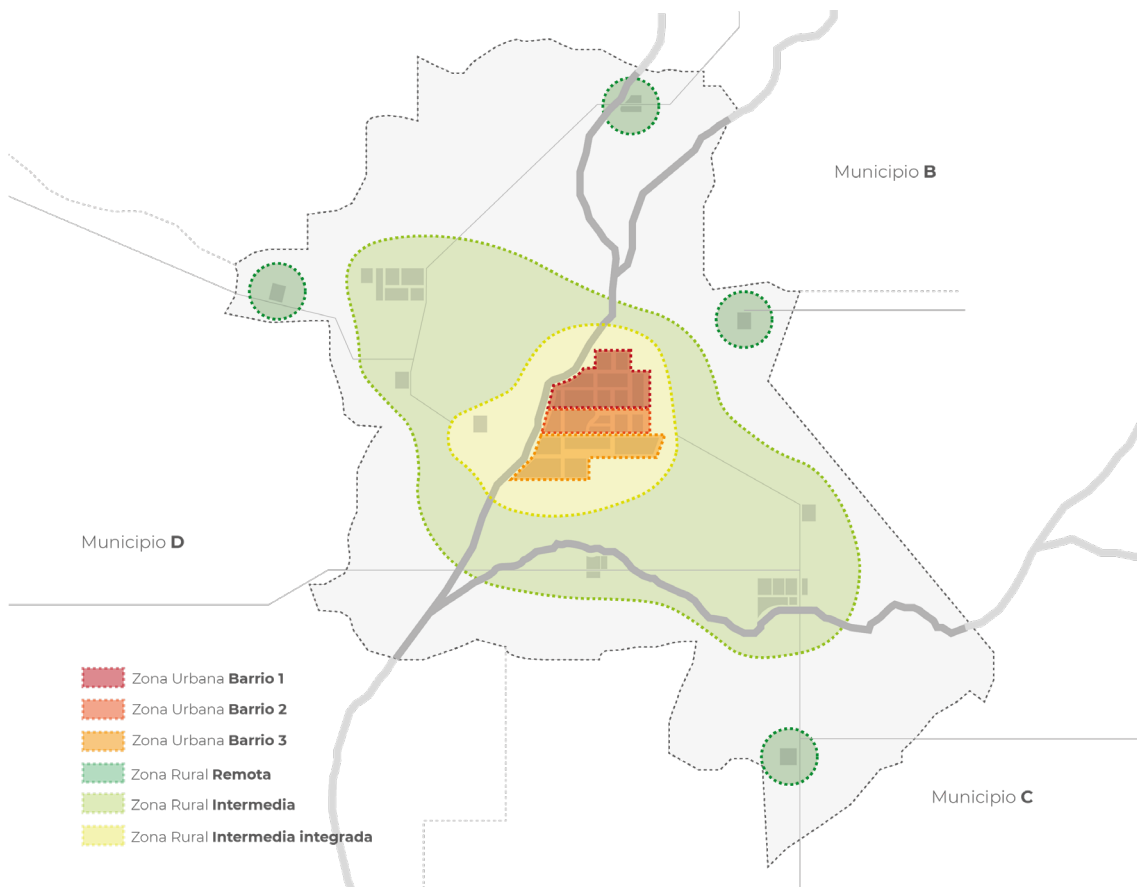 Municipio B
Municipio D
Zona Urbana Barrio 1
Zona Urbana Barrio 2
Zona Urbana Barrio 3
Zona Rural Remota
Zona Rural Intermedia
Zona Rural Intermedia integrada
Municipio C